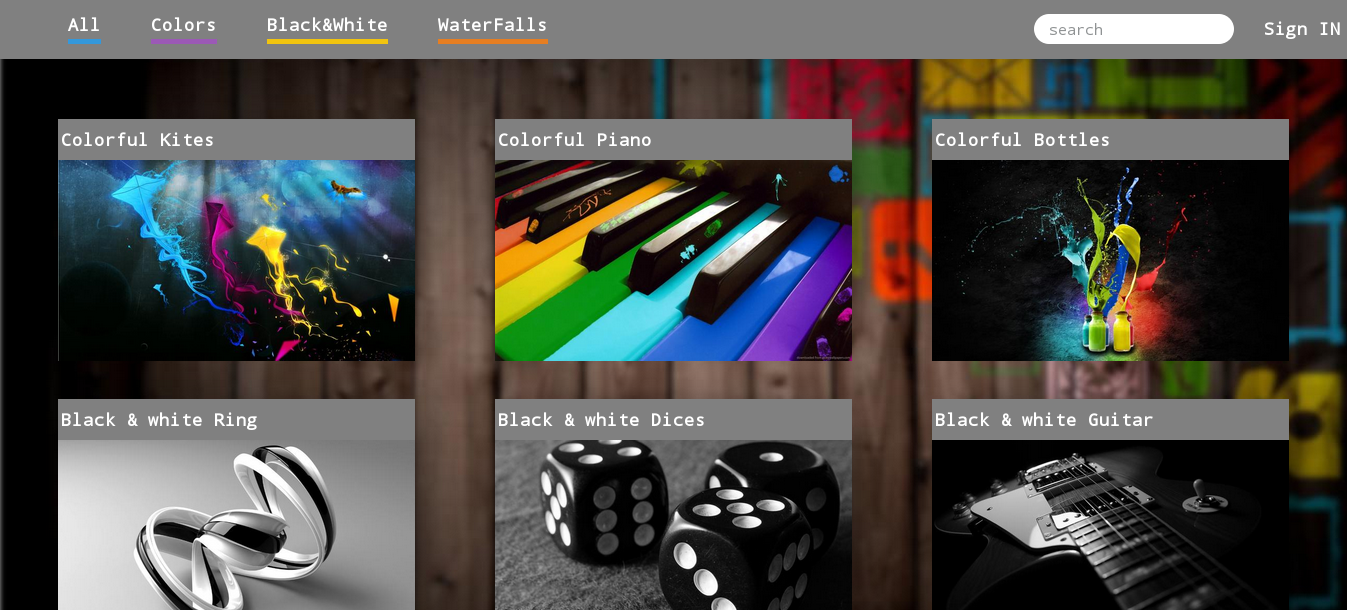 All
Colors
Black&White
WaterFalls
search
Sign IN
Colorful Kites
Colorful Piano
Colorful Bottles
Black & white Ring
Black & white Dices
Black & white Guitar